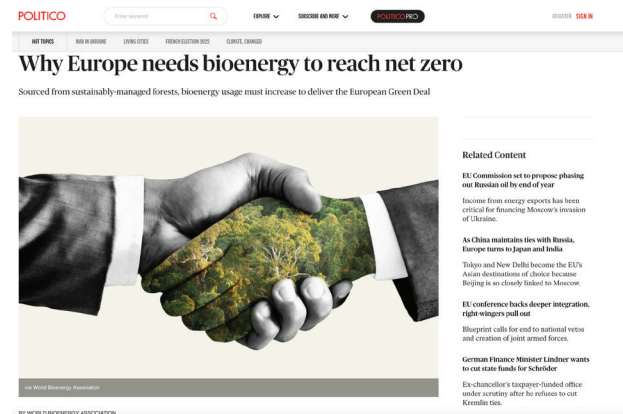 POLITICO
Enter keyword
EXPLORE
SUBSCRIBE AND MORE
POLITICO PRO
REGISTER SIGN IN
HOT TOPICS
WAR IN UKRAINE
LIVING CITIES
FRENCH ELECTION 2022
CLIMATE, CHANGED
Why Europe needs bioenergy to reach net zero
Sourced from sustainably-managed forests, bioenergy usage must increase to deliver the European Green Deal
via World Bioenergy Association
BY WORLD BIOENERGY ASSOCIATION
Related Content
EU Commission set to propose phasing
out Russian oil by end of year
Income from energy exports has been
critical for financing Moscow's invasion
of Ukraine.
As China maintains ties with Russia,
Europe turns to Japan and India
Tokyo and New Delhi become the EU's
Asian destinations of choice because
Beijing is so closely linked to Moscow.
EU conference backs deeper integration,
right-wingers pull out
Blueprint calls for end to national vetos
and creation of joint armed forces.
German Finance Minister Lindner wants
to cut state funds for Schröder
Ex-chancellor's taxpayer-funded office
under scrutiny after he refuses to cut
Kremlin ties.